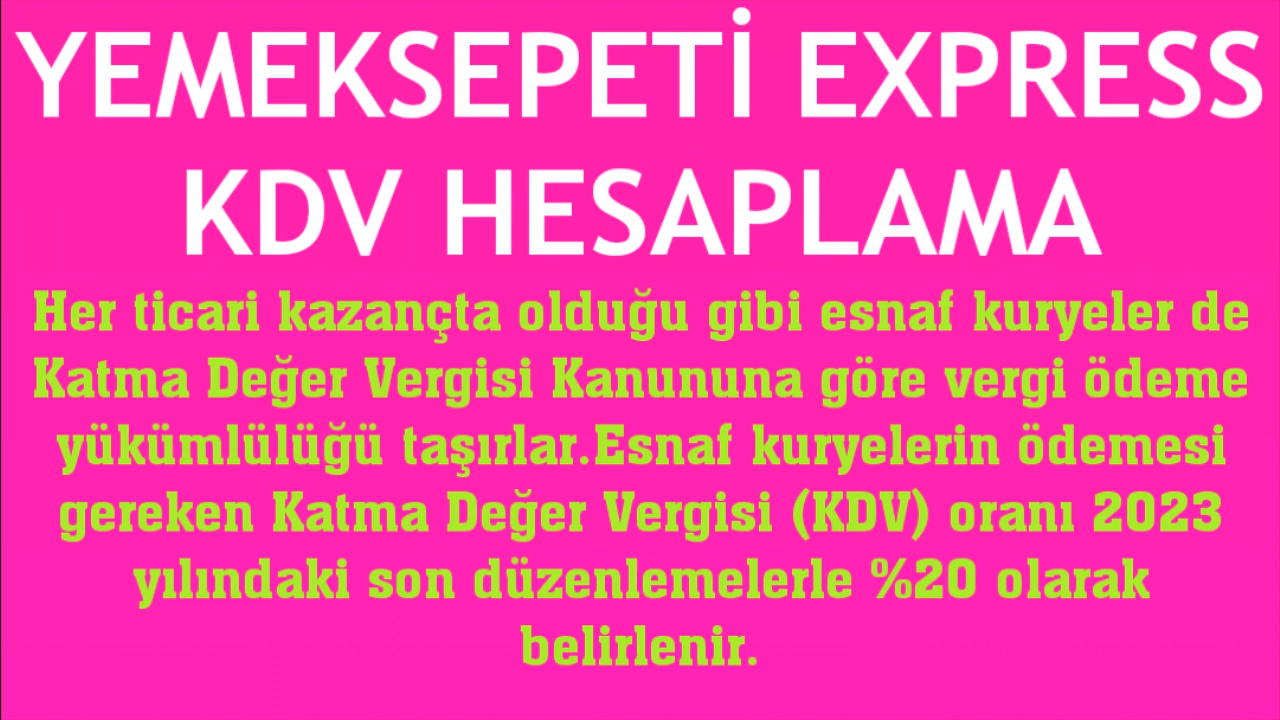 YEMEKSEPETİ EXPRESS
KDV HESAPLAMA
Her ticari kazançta olduğu gibi esnaf kuryeler de
Katma Değer Vergisi Kanununa göre vergi ödeme
yükümlülüğü taşırlar.Esnaf kuryelerin ödemesi
gereken Katma Değer Vergisi (KDV) oranı 2023
yılındaki son düzenlemelerle %20 olarak
belirlenir.